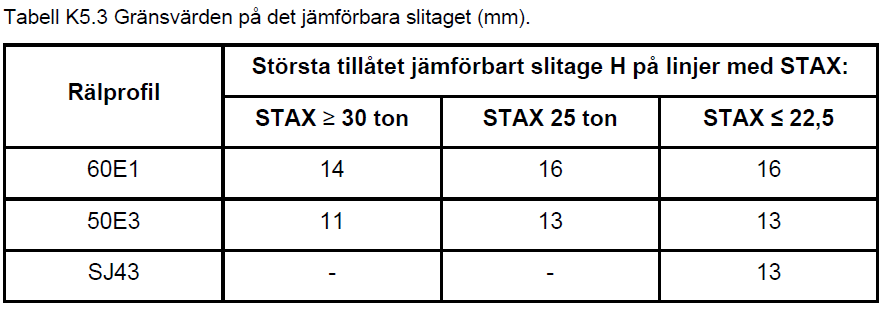 Tabell K5.3 Gränsvärden på det jämförbara slitaget (mm).
Rälprofil
Största tillåtet jämförbart slitage H på linjer med STAX:
STAX ≥ 30 ton STAX 25 ton STAX ≤ 22,5
60E1 14 16 16
50E3 11 13 13
SJ43 - - 13